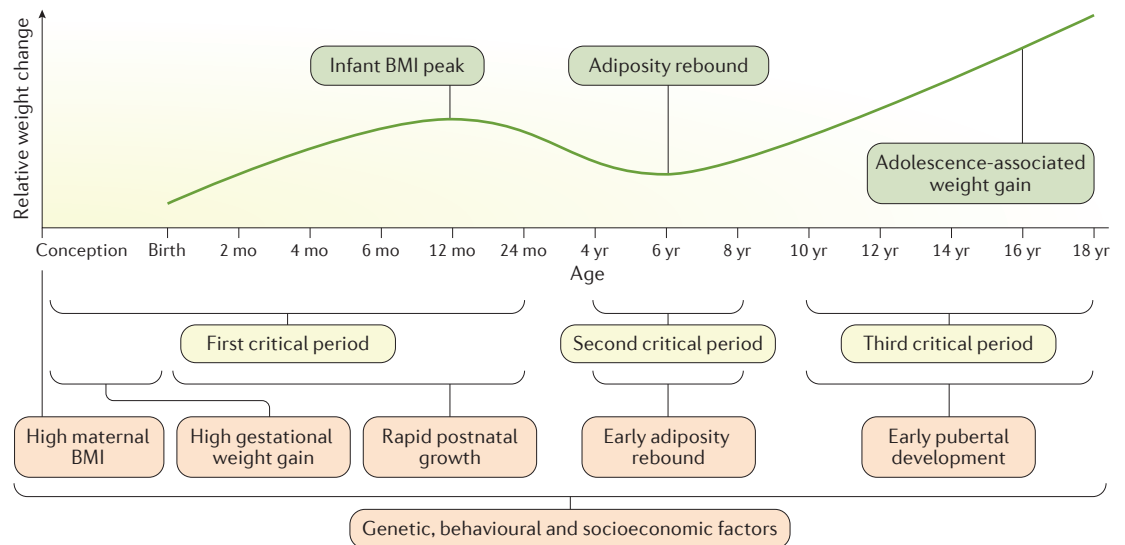 Relative weight change
Infant BMI peak
Adiposity rebound
Adolescence-associated
weight gain
Conception Birth 2 mo 4 mo 6 mo 12 mo 24 mo 4 yr 6 yr 8 yr 10 yr 12 yr 14 yr 16 yr 18 yr
Age
First critical period
Second critical period
Third critical period
High maternal
BMI
High gestational
weight gain
Rapid postnatal
growth
Early adiposity
rebound
Early pubertal
development
Genetic, behavioural and socioeconomic factors